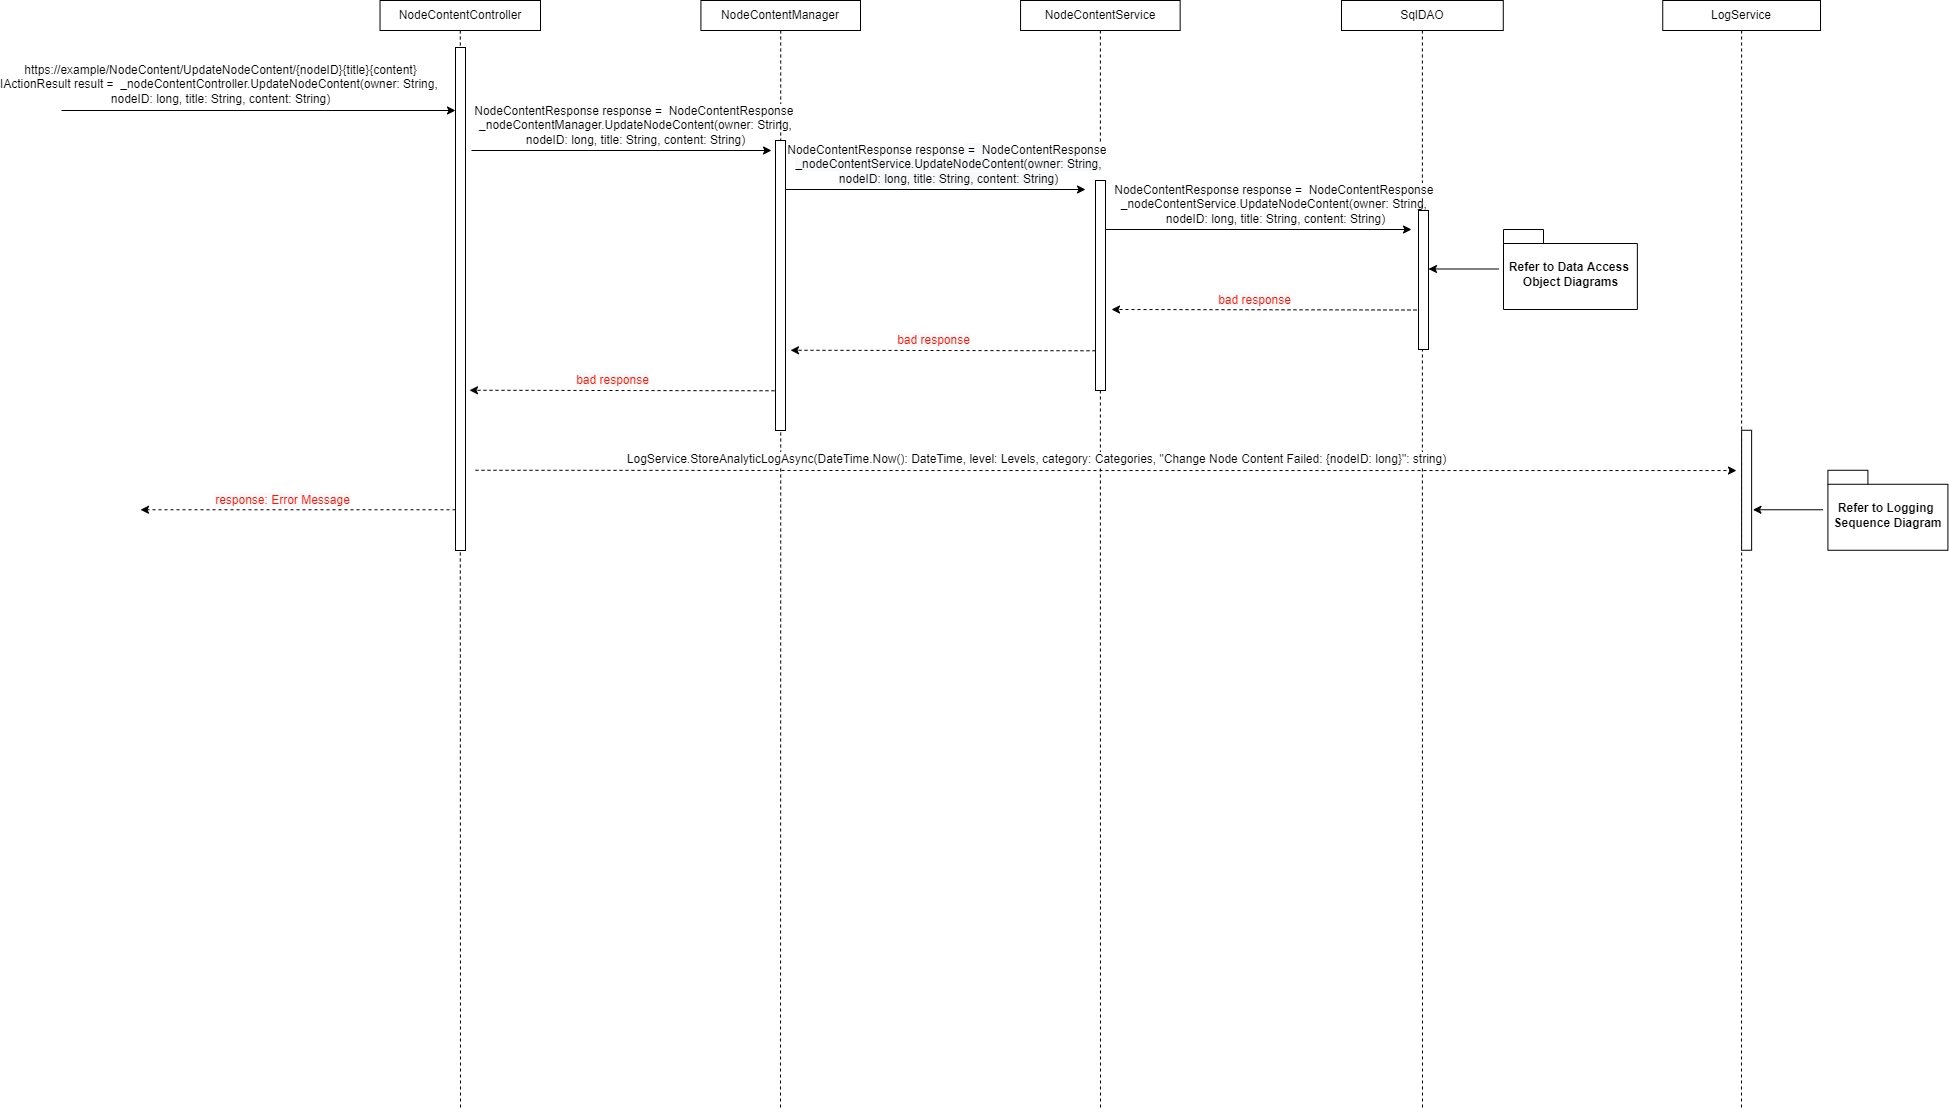 NodeContentController
NodeContentManager
NodeContentService
SqlDAO
LogService
https://example/NodeContent/UpdateNodeContent/{nodeID}{title}{content}
IActionResult result = _nodeContentController.UpdateNodeContent(owner: String,
nodeID: long, title: String, content: String)
NodeContentResponse response = NodeContentResponse
_nodeContentManager.UpdateNodeContent(owner: String,
nodeID: long, title: String, content: String)
NodeContentResponse response = NodeContentResponse
_nodeContentService.UpdateNodeContent(owner: String,
nodeID: long, title: String, content: String)
NodeContentResponse response = NodeContentResponse
_nodeContentService.UpdateNodeContent(owner: String,
nodeID: long, title: String, content: String)
Refer to Data Access
Object Diagrams
bad response
bad response
bad response
LogService.StoreAnalyticLogAsync(DateTime.Now(): DateTime, level: Levels, category: Categories, "Change Node Content Failed: {nodeID: long}": string)
response: Error Message
Refer to Logging
Sequence Diagram